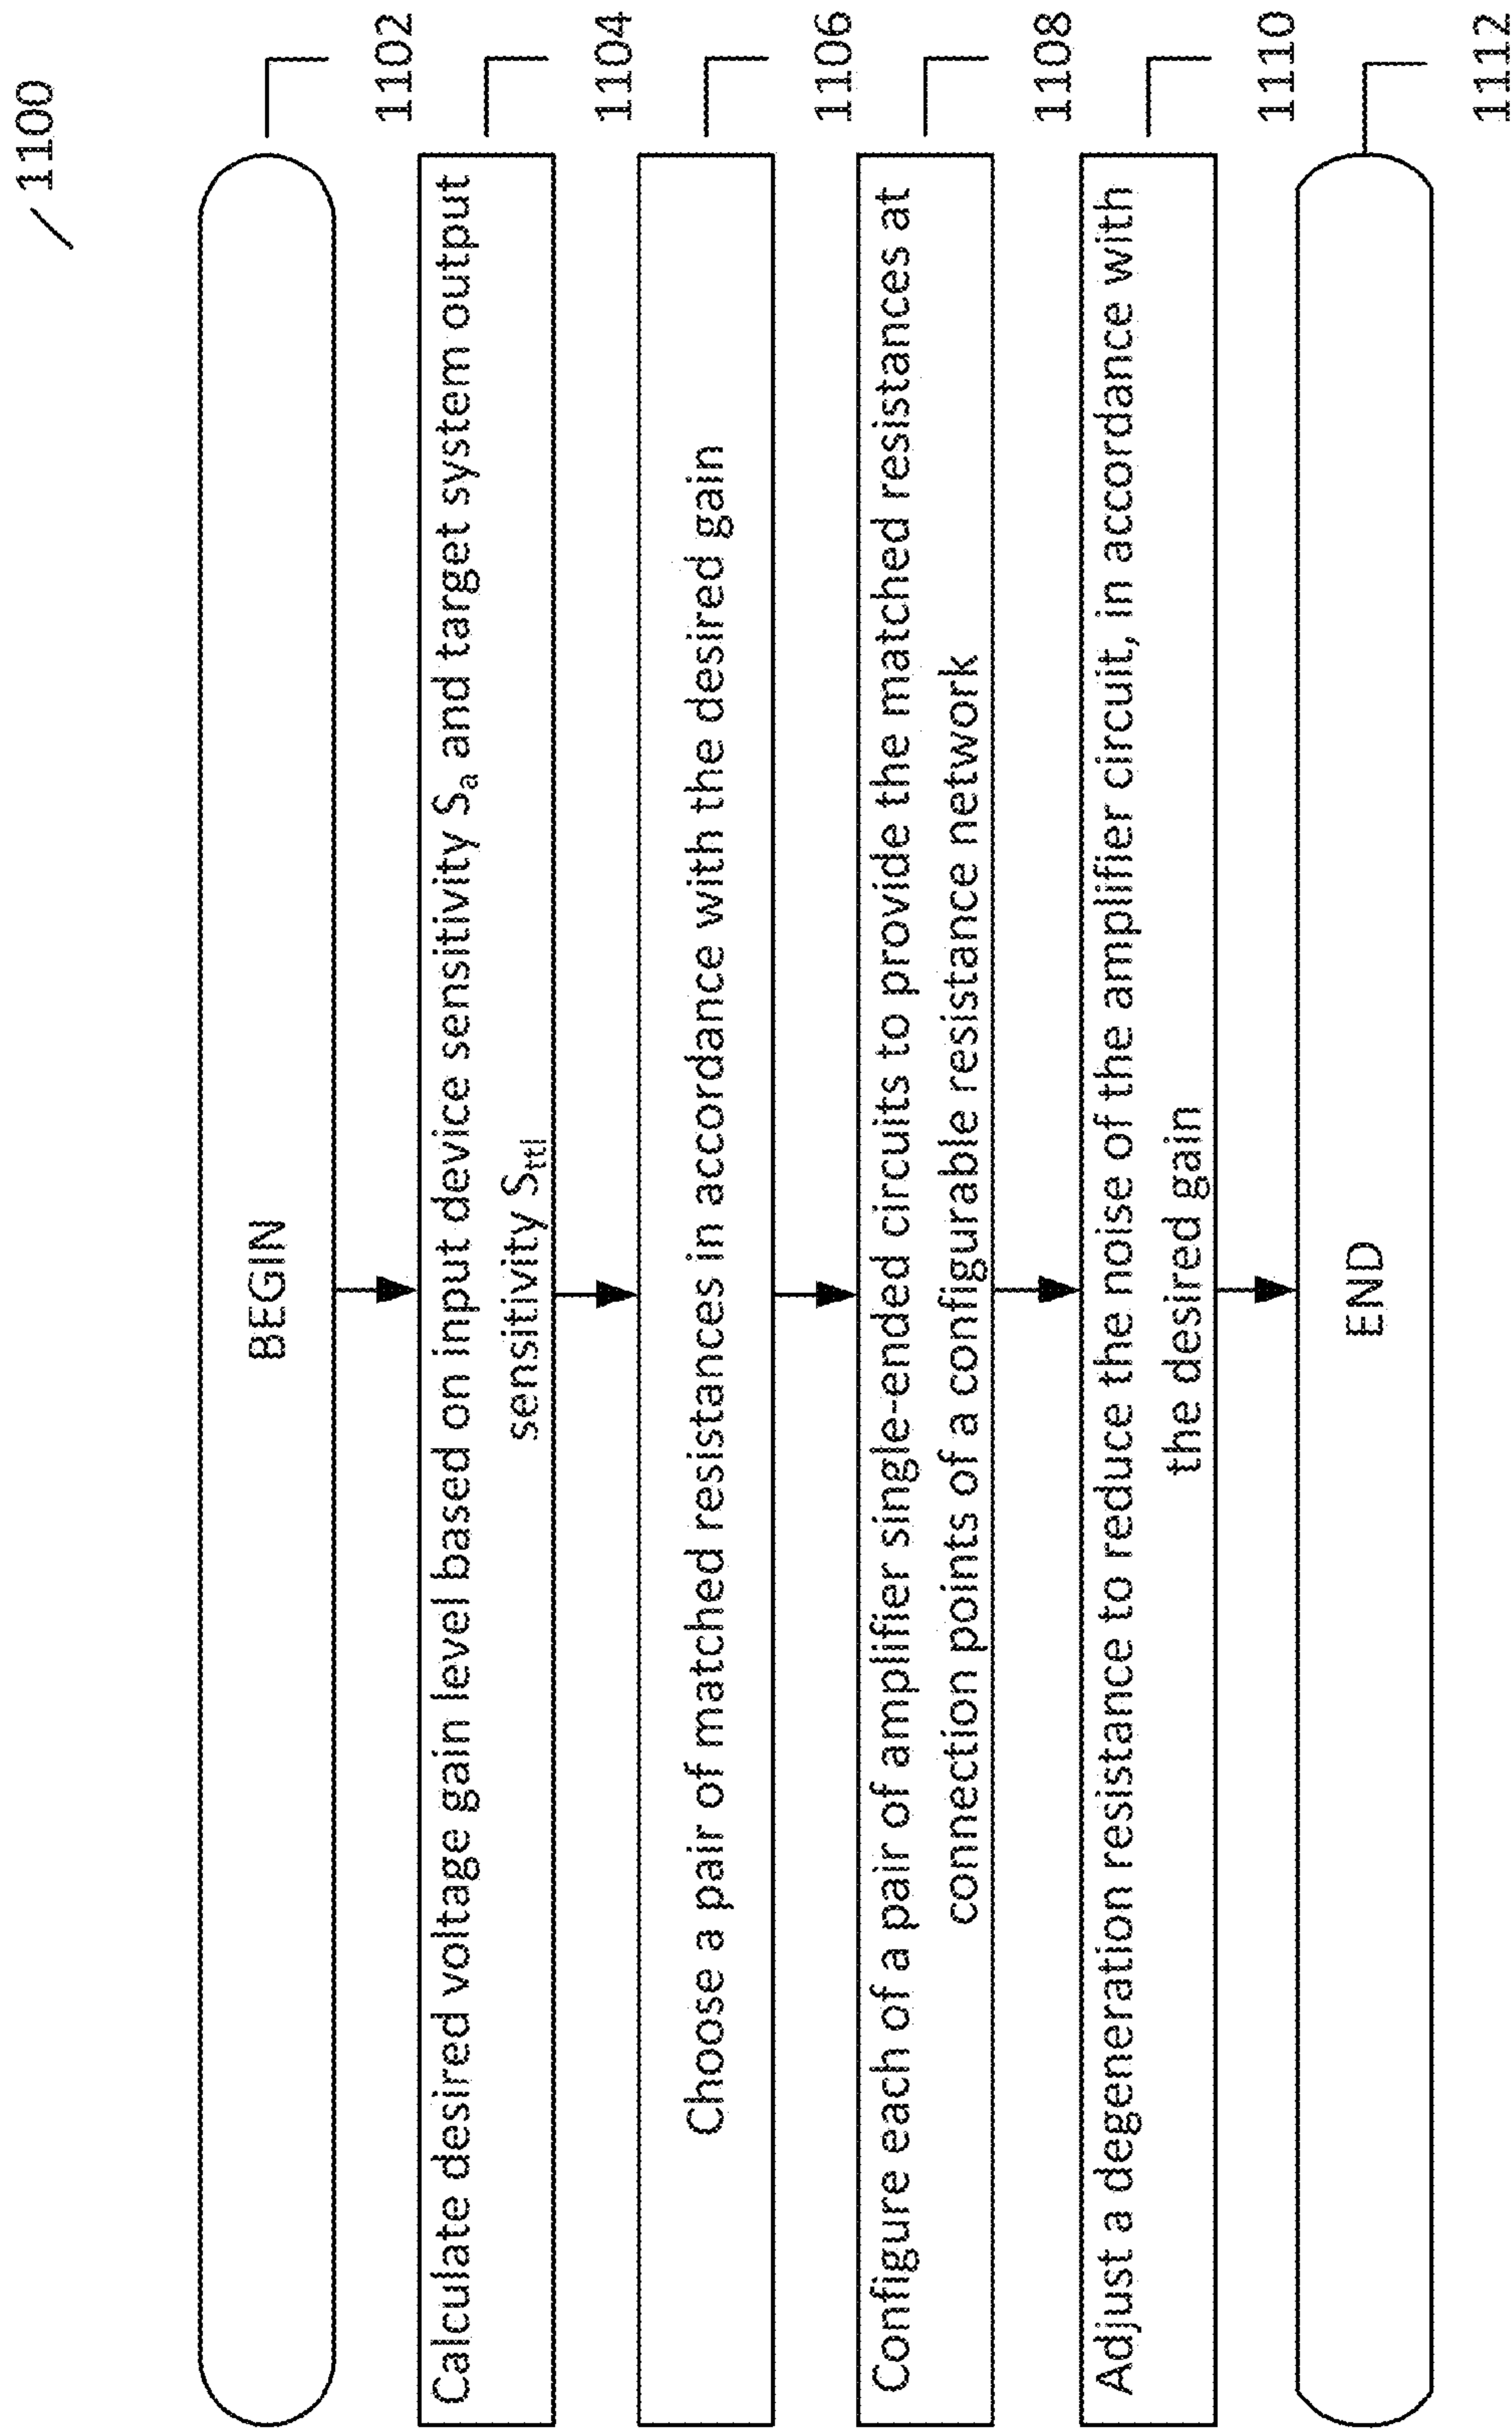 1100
BEGIN
1102
Calculate desired voltage gain level based on input device sensitivity Sa and target system output
sensitivity Sttl
1104
Choose a pair of matched resistances in accordance with the desired gain
1106
Configure each of a pair of amplifier single-ended circuits to provide the matched resistances at
connection points of a configurable resistance network
1108
Adjust a degeneration resistance to reduce the noise of the amplifier circuit, in accordance with
the desired gain
1110
END
1112